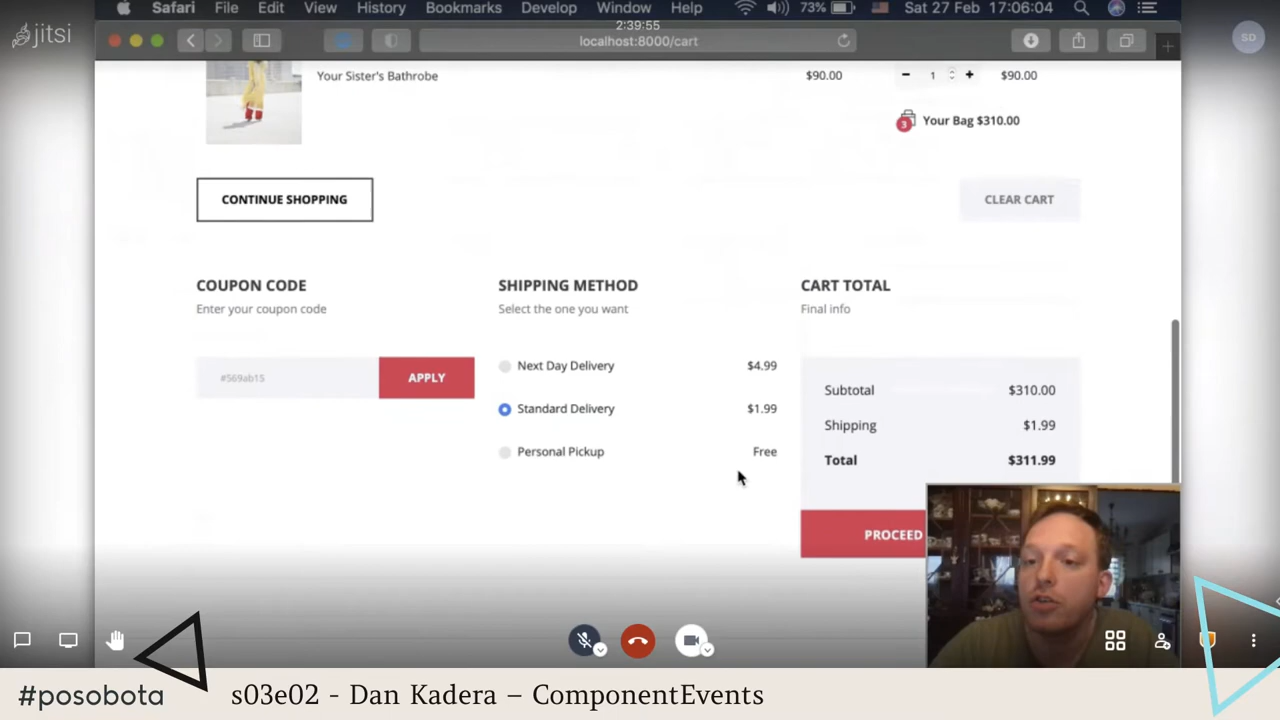 Safari File Edit View History Bookmarks Develop Window Help 73% Sat 27 Feb 17:06:04
jitsi
2:39:55
localhost:8000/cart
SD
Your Sister's Bathrobe $90.00 − 1 + $90.00
3 Your Bag $310.00
CONTINUE SHOPPING CLEAR CART
COUPON CODE SHIPPING METHOD CART TOTAL
Enter your coupon code Select the one you want Final info
#569ab15 APPLY
Next Day Delivery $4.99
Standard Delivery $1.99
Personal Pickup Free
Subtotal $310.00
Shipping $1.99
Total $311.99
PROCEED
#posobota s03e02 - Dan Kadera – ComponentEvents